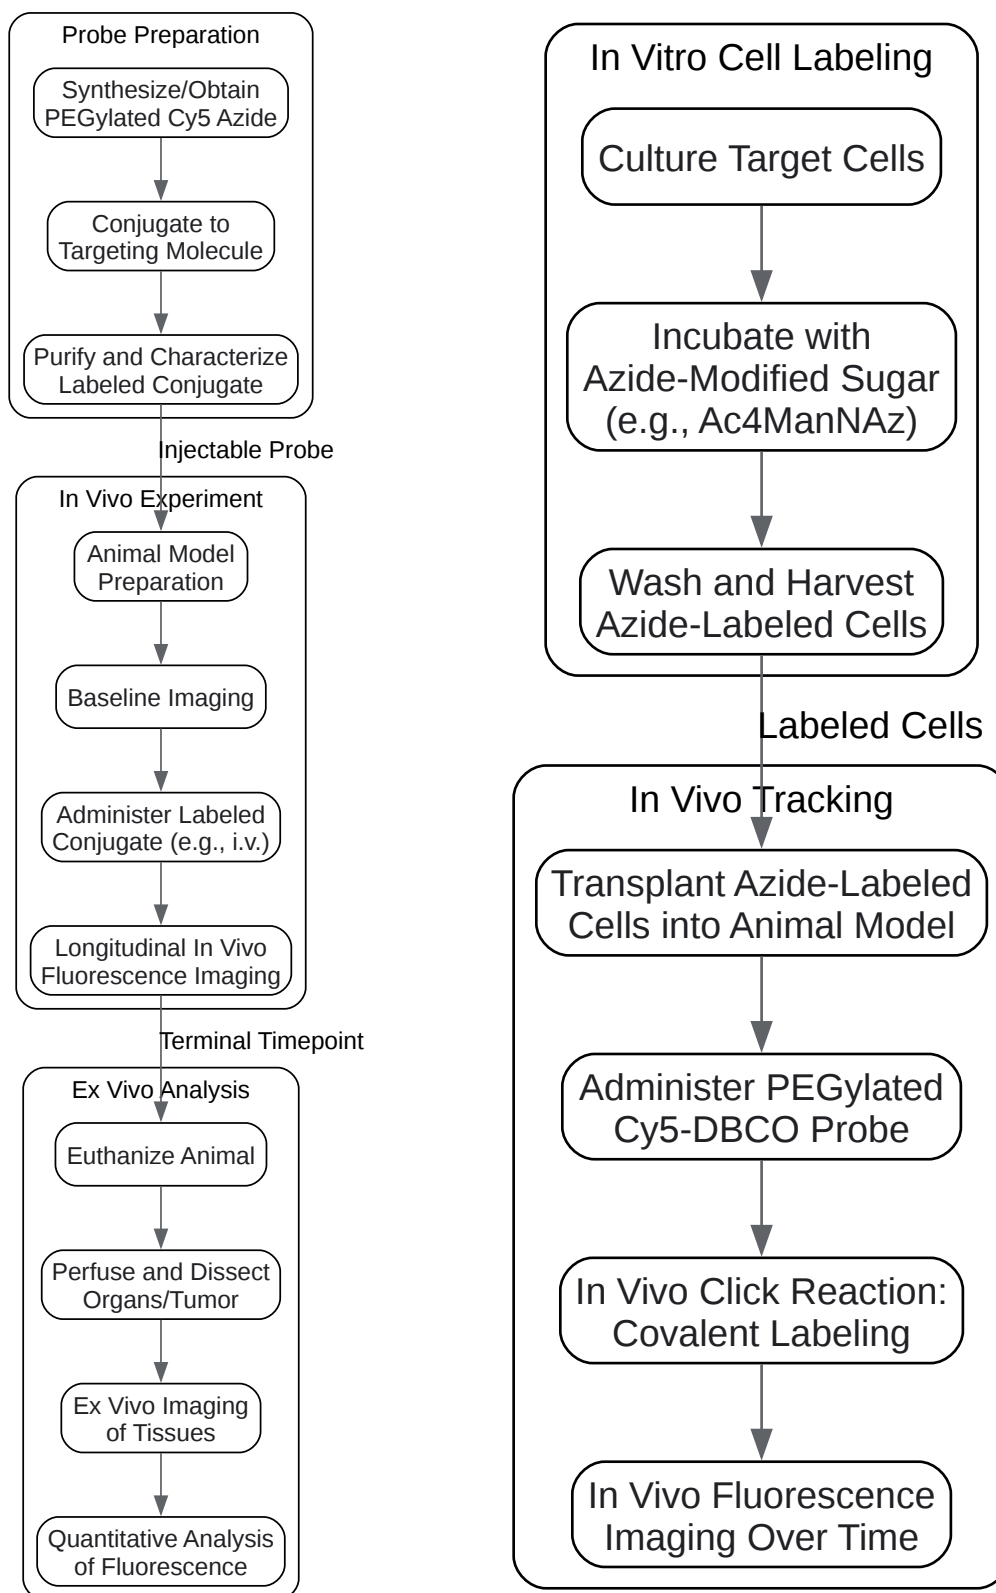 Probe Preparation
Synthesize/Obtain
PEGylated Cy5 Azide
Conjugate to
Targeting Molecule
Purify and Characterize
Labeled Conjugate
Injectable Probe
In Vivo Experiment
Animal Model
Preparation
Baseline Imaging
Administer Labeled
Conjugate (e.g., i.v.)
Longitudinal In Vivo
Fluorescence Imaging
Terminal Timepoint
Ex Vivo Analysis
Euthanize Animal
Perfuse and Dissect
Organs/Tumor
Ex Vivo Imaging
of Tissues
Quantitative Analysis
of Fluorescence
In Vitro Cell Labeling
Culture Target Cells
Incubate with
Azide-Modified Sugar
(e.g., Ac4ManNAz)
Wash and Harvest
Azide-Labeled Cells
Labeled Cells
In Vivo Tracking
Transplant Azide-Labeled
Cells into Animal Model
Administer PEGylated
Cy5-DBCO Probe
In Vivo Click Reaction:
Covalent Labeling
In Vivo Fluorescence
Imaging Over Time